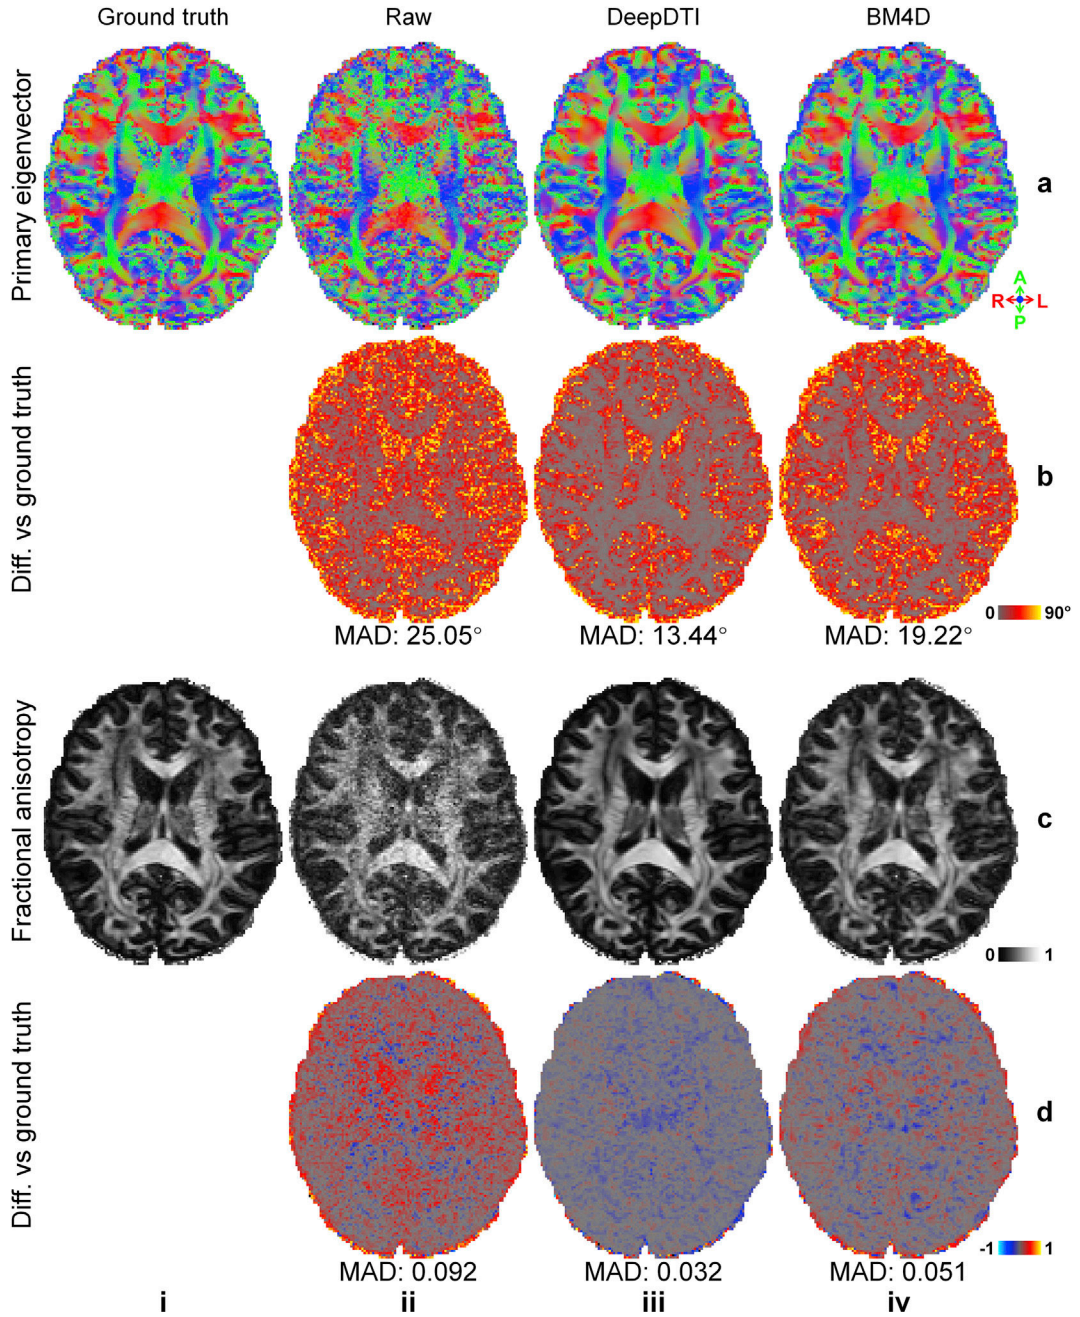 Ground truth
Raw
DeepDTI
BM4D
Primary eigenvector
a
A
R L
P
Diff. vs ground truth
b
0 90°
MAD: 25.05°
MAD: 13.44°
MAD: 19.22°
Fractional anisotropy
c
0 1
Diff. vs ground truth
d
-1 1
MAD: 0.092
MAD: 0.032
MAD: 0.051
i
ii
iii
iv